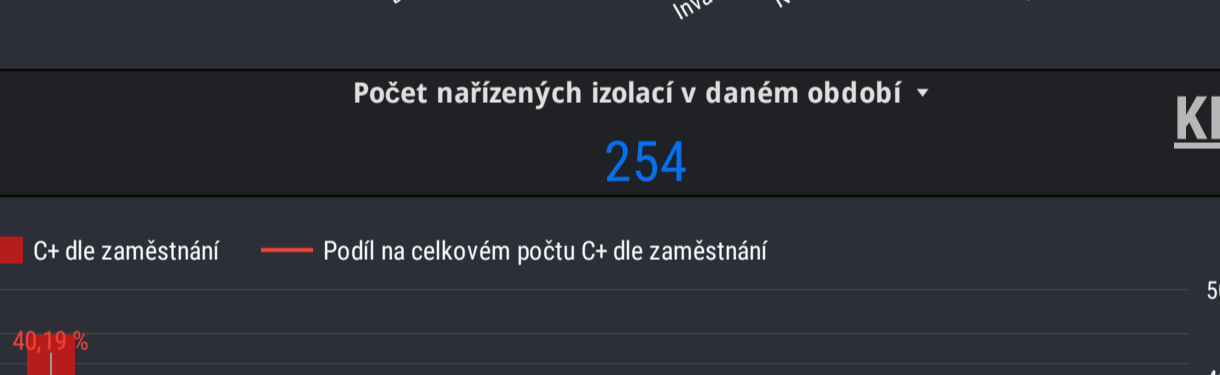 Počet nařízených izolací v daném období
254
C+ dle zaměstnání
Podíl na celkovém počtu C+ dle zaměstnání
40,19 %